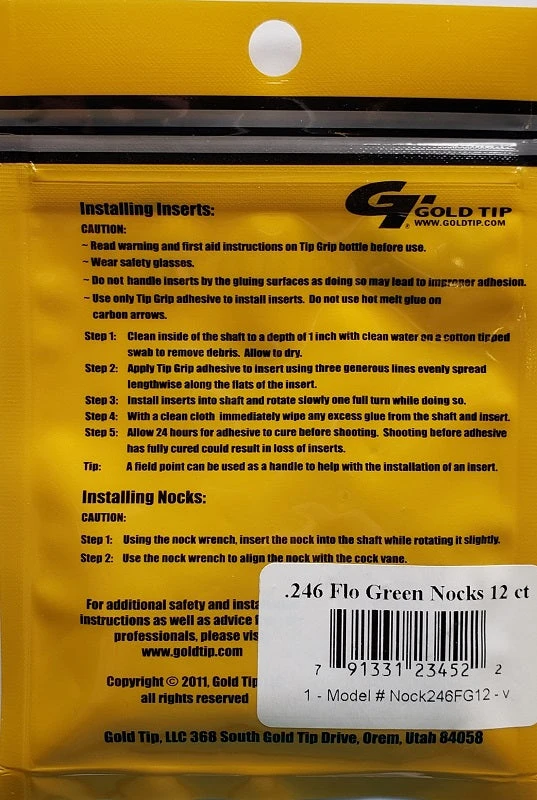 GT GOLD TIP
WWW.GOLDTIP.COM
Installing Inserts:
CAUTION:
~ Read warning and first aid instructions on Tip Grip bottle before use.
~ Wear safety glasses.
~ Do not handle inserts by the gluing surfaces as doing so may lead to improper adhesion.
~ Use only Tip Grip adhesive to install inserts. Do not use hot melt glue on
carbon arrows.
Step 1: Clean inside of the shaft to a depth of 1 inch with clean water on a cotton tipped
swab to remove debris. Allow to dry.
Step 2: Apply Tip Grip adhesive to insert using three generous lines evenly spread
lengthwise along the flats of the insert.
Step 3: Install inserts into shaft and rotate slowly one full turn while doing so.
Step 4: With a clean cloth immediately wipe any excess glue from the shaft and insert.
Step 5: Allow 24 hours for adhesive to cure before shooting. Shooting before adhesive
has fully cured could result in loss of inserts.
Tip: A field point can be used as a handle to help with the installation of an insert.
Installing Nocks:
CAUTION:
Step 1: Using the nock wrench, insert the nock into the shaft while rotating it slightly.
Step 2: Use the nock wrench to align the nock with the cock vane.
For additional safety and insta
instructions as well as advice f
professionals, please vis
www.goldtip.com
Copyright © 2011, Gold Tip
all rights reserved
Gold Tip, LLC 368 South Gold Tip Drive, Orem, Utah 84058
.246 Flo Green Nocks 12 ct
7 91331 23452 2
1 - Model # Nock246FG12 - v